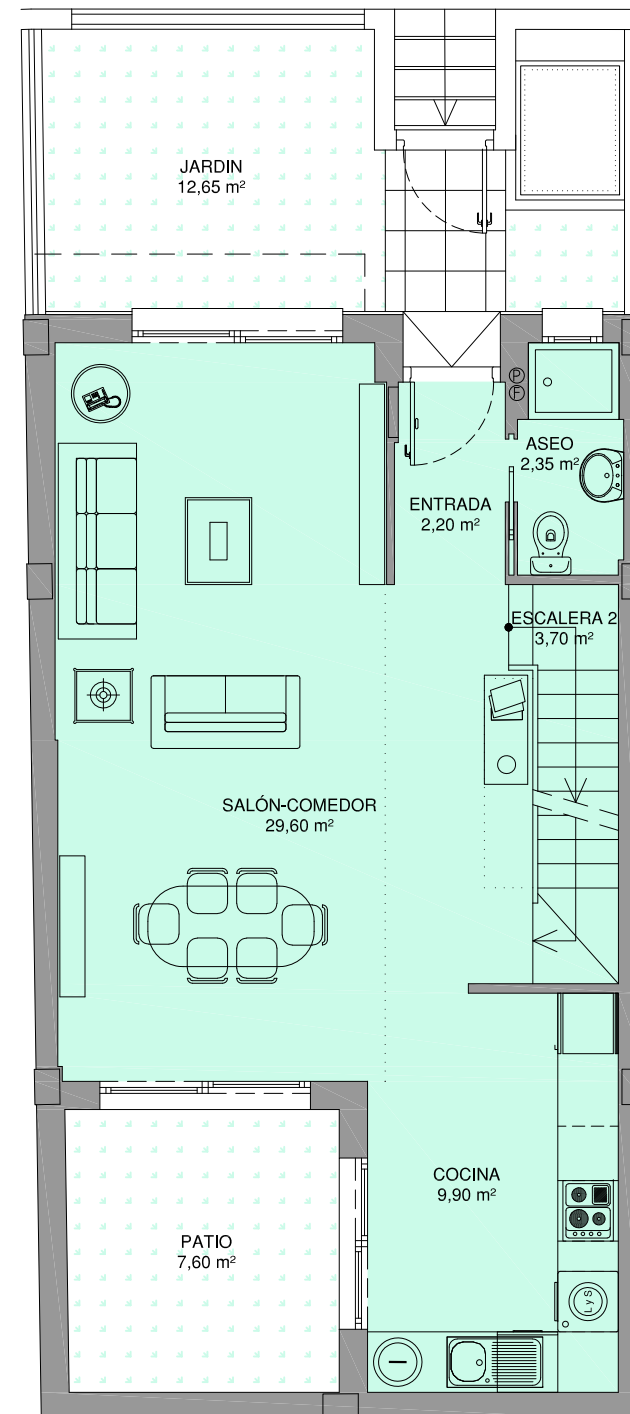 JARDIN
12,65 m²
P
F
ASEO
2,35 m²
ENTRADA
2,20 m²
ESCALERA 2
3,70 m²
SALÓN-COMEDOR
29,60 m²
COCINA
9,90 m²
PATIO
7,60 m²
LyS